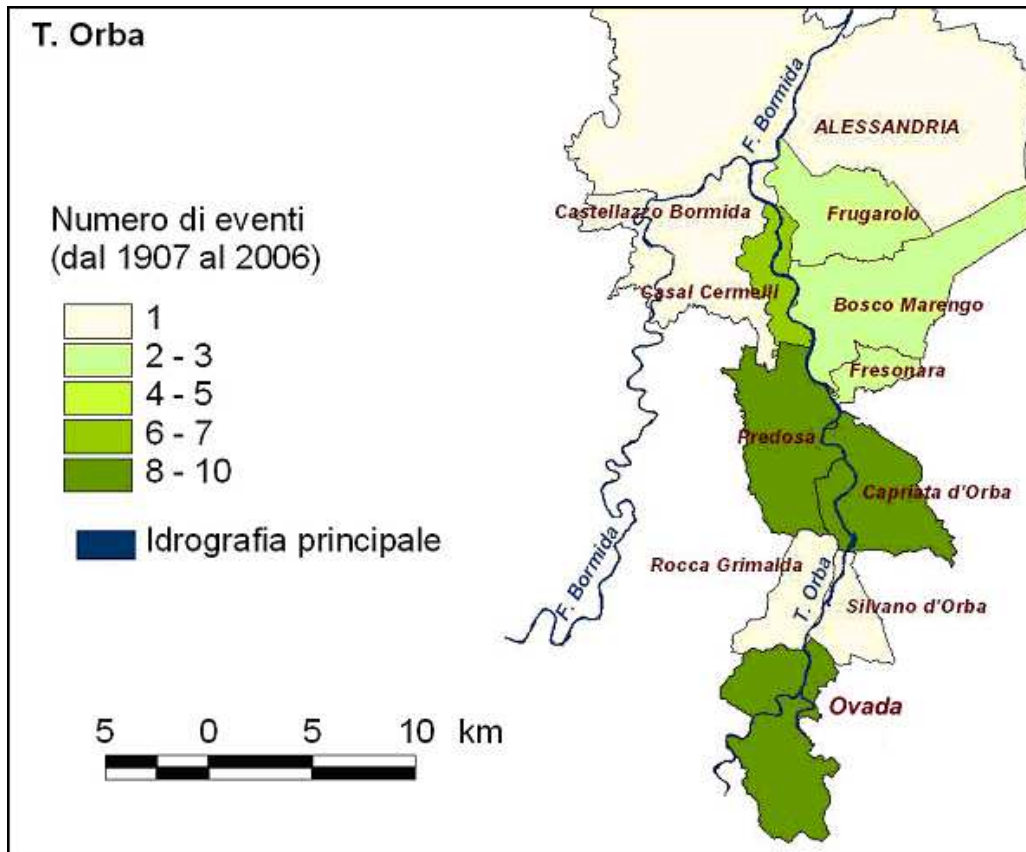 T. Orba
Numero di eventi
(dal 1907 al 2006)
1
2 - 3
4 - 5
6 - 7
8 - 10
Idrografia principale
5 0 5 10 km
F. Bormida
ALESSANDRIA
Castellazzo Bormida
Frugarolo
Casal Cermelli
Bosco Marengo
Fresonara
Predosa
Capriata d'Orba
F. Bormida
Rocca Grimalda
T. Orba
Silvano d'Orba
Ovada